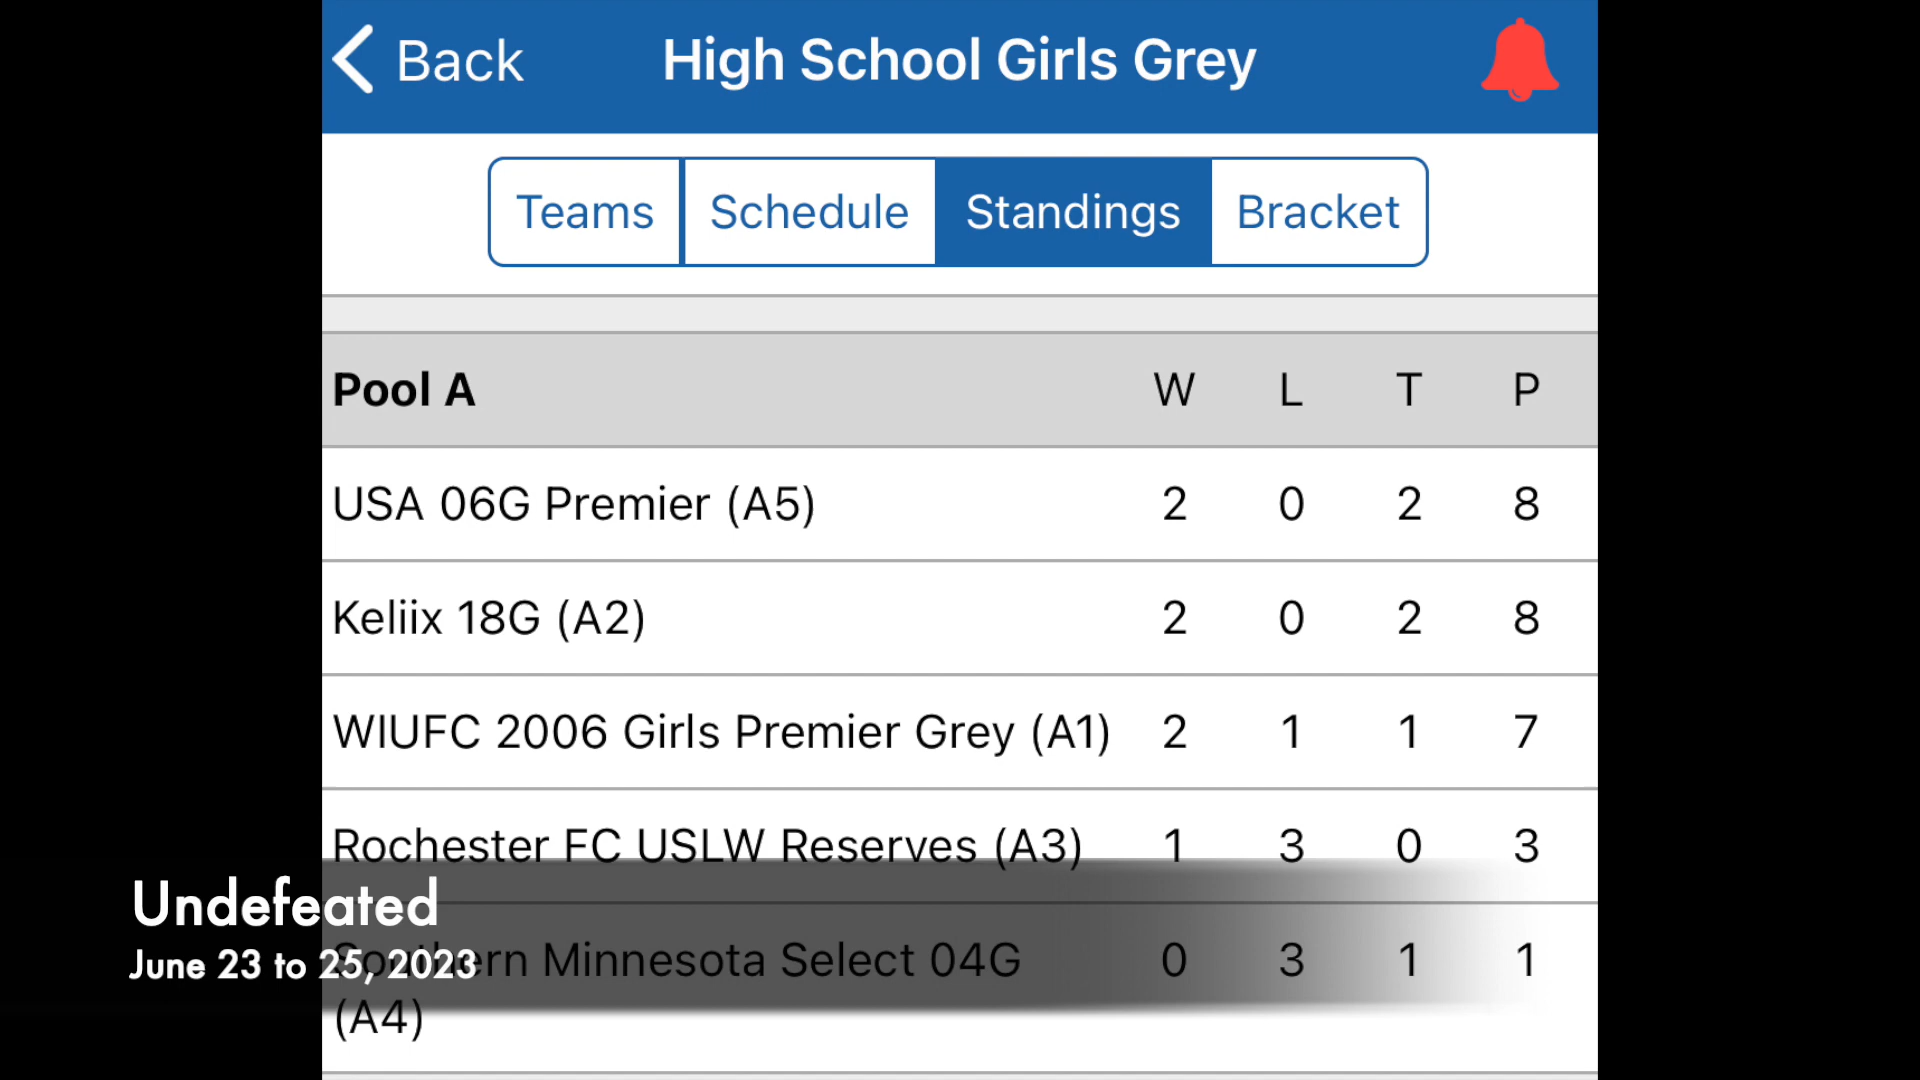 Back High School Girls Grey
Teams Schedule Standings Bracket
Pool A W L T P
USA 06G Premier (A5) 2 0 2 8
Keliix 18G (A2) 2 0 2 8
WIUFC 2006 Girls Premier Grey (A1) 2 1 1 7
Rochester FC USLW Reserves (A3) 1 3 0 3
Undefeated
Southern Minnesota Select 04G 0 3 1 1
June 23 to 25, 2023
(A4)